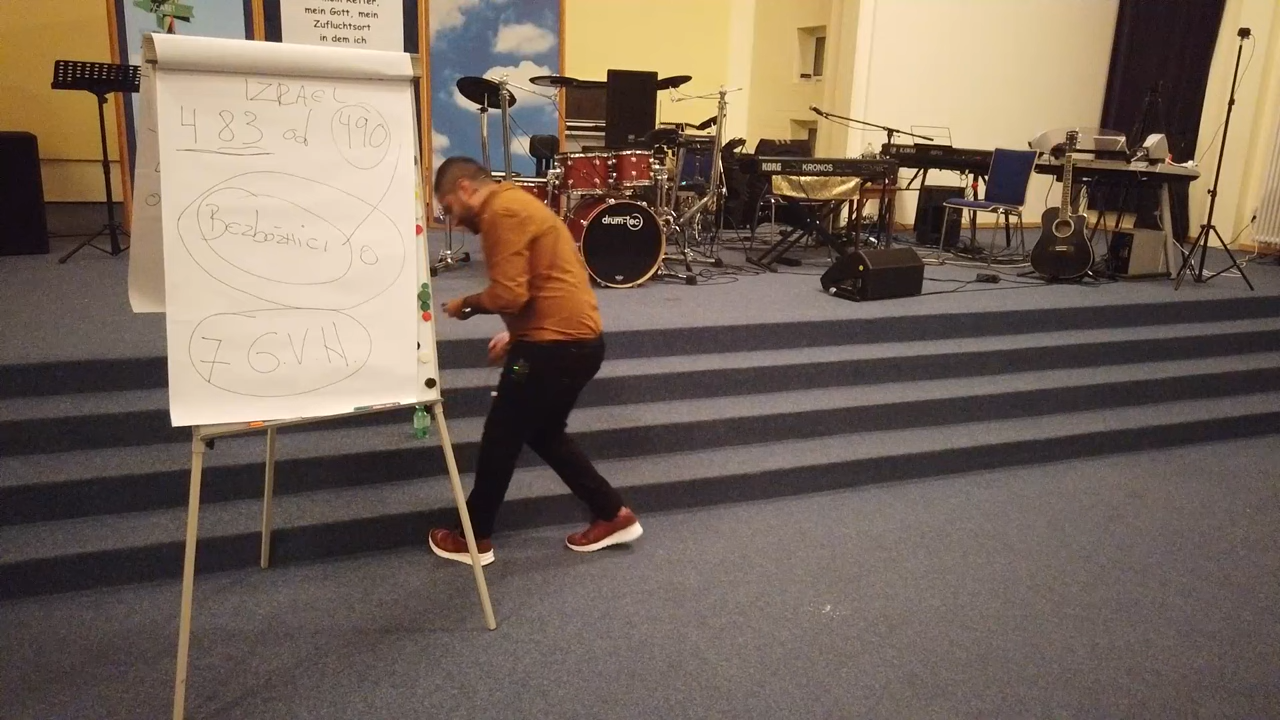 mein Retter,
mein Gott, mein
Zufluchtsort
in dem ich
IZRAEL
483 od 490
Bezbožnici O
7 G.V.H.
drum-tec
KORG KRONOS
KAWAI